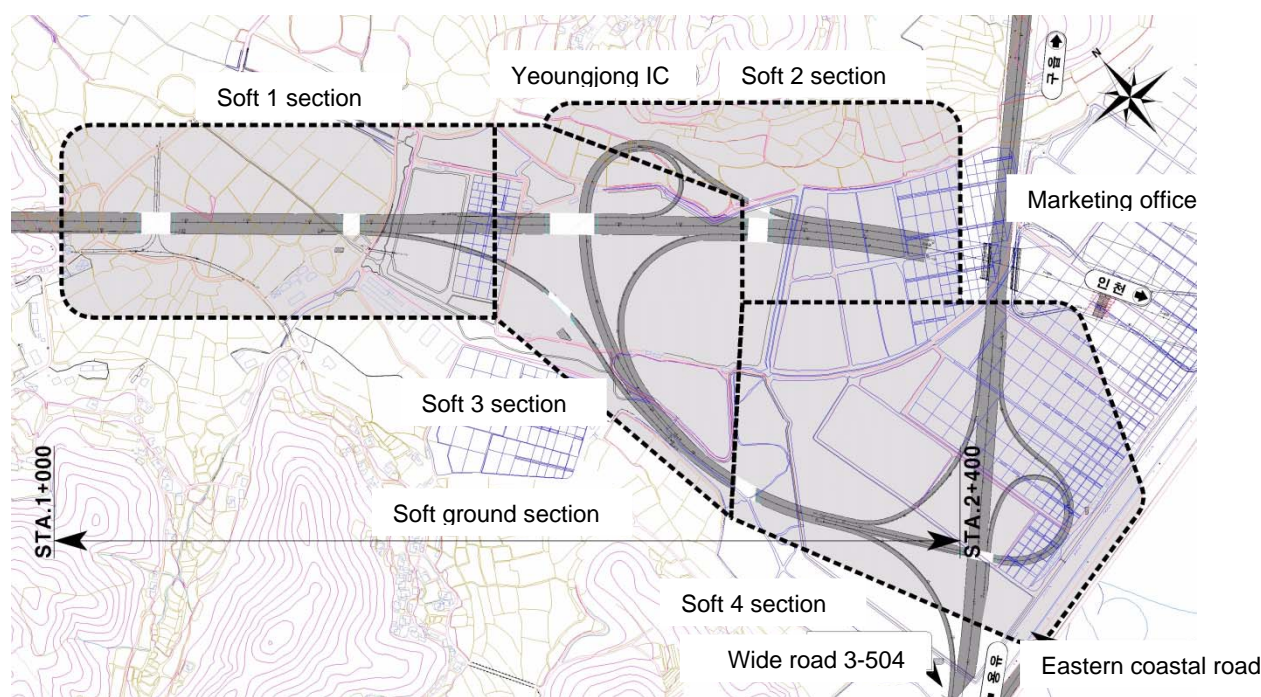 Yeoungjong IC
Soft 2 section
N
Soft 1 section
Marketing office
인천
Soft 3 section
STA.1+000
Soft ground section
STA.2+400
Soft 4 section
Wide road 3-504
Eastern coastal road